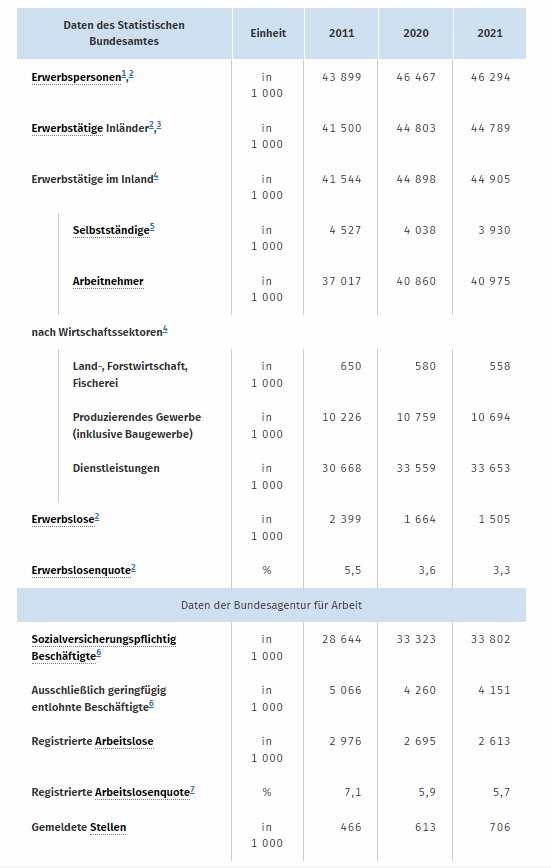 Daten des Statistischen Bundesamtes Einheit 2011 2020 2021
Erwerbspersonen1,2 in 1 000 43 899 46 467 46 294
Erwerbstätige Inländer2,3 in 1 000 41 500 44 803 44 789
Erwerbstätige im Inland4 in 1 000 41 544 44 898 44 905
Selbstständige5 in 1 000 4 527 4 038 3 930
Arbeitnehmer in 1 000 37 017 40 860 40 975
nach Wirtschaftssektoren4
Land-, Forstwirtschaft, Fischerei in 1 000 650 580 558
Produzierendes Gewerbe (inklusive Baugewerbe) in 1 000 10 226 10 759 10 694
Dienstleistungen in 1 000 30 668 33 559 33 653
Erwerbslose2 in 1 000 2 399 1 664 1 505
Erwerbslosenquote2 % 5,5 3,6 3,3
Daten der Bundesagentur für Arbeit
Sozialversicherungspflichtig Beschäftigte6 in 1 000 28 644 33 323 33 802
Ausschließlich geringfügig entlohnte Beschäftigte6 in 1 000 5 066 4 260 4 151
Registrierte Arbeitslose in 1 000 2 976 2 695 2 613
Registrierte Arbeitslosenquote7 % 7,1 5,9 5,7
Gemeldete Stellen in 1 000 466 613 706